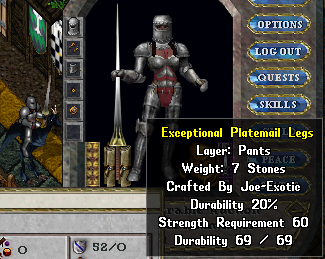 OPTIONS
LOG OUT
QUESTS
SKILLS
PEACE
Exceptional Platemail Legs
Layer: Pants
Weight: 7 Stones
Crafted By Joe-Exotic
Durability 20%
Strength Requirement 60
Durability 69 / 69
0
52/0